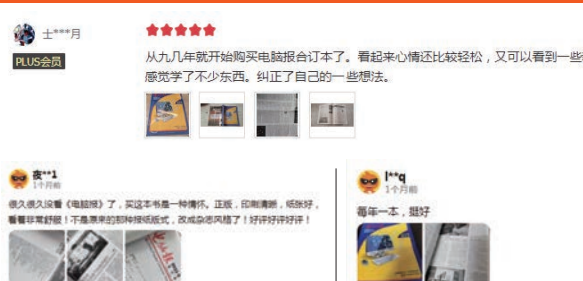 士***月
PLUS会员
从九几年就开始购买电脑报合订本了。看起来心情还比较轻松，又可以看到一些
感觉学了不少东西。纠正了自己的一些想法。
夜**1
1个月前
很久很久没看《电脑报》了，买这本书是一种情怀。正版，印刷清晰，纸张好，
看着非常舒服！不是原来的那种报纸版式，改成杂志风格了！好评好评好评！
l**q
1个月前
每年一本，挺好